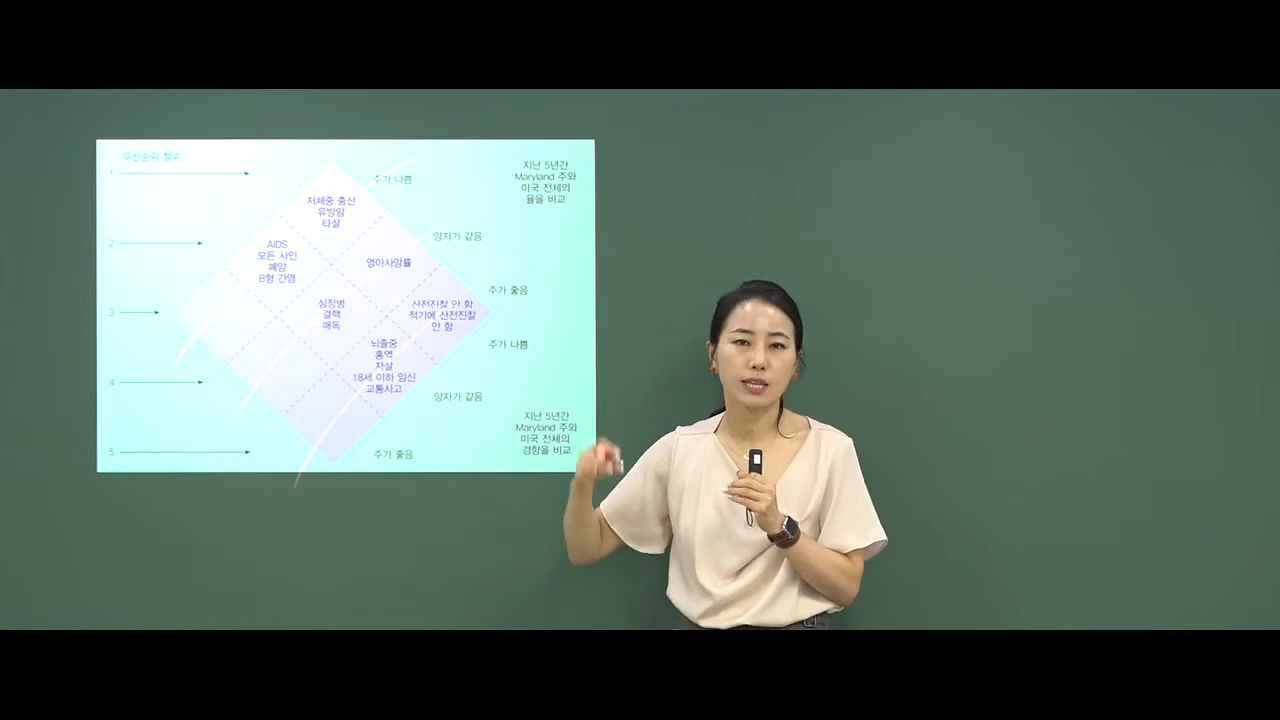 우선순위 점수
1
주가 나쁨
지난 5년간
Maryland 주와
미국 전체의
율을 비교
저체중 출산
유방암
타살
2
양자가 같음
AIDS
모든 사인
폐암
B형 간염
영아사망률
주가 좋음
3
심장병
결핵
매독
산전진찰 안 함
적기에 산전진찰
안 함
주가 나쁨
뇌졸중
홍역
자살
18세 이하 임신
교통사고
4
양자가 같음
지난 5년간
Maryland 주와
미국 전체의
경향을 비교
5
주가 좋음